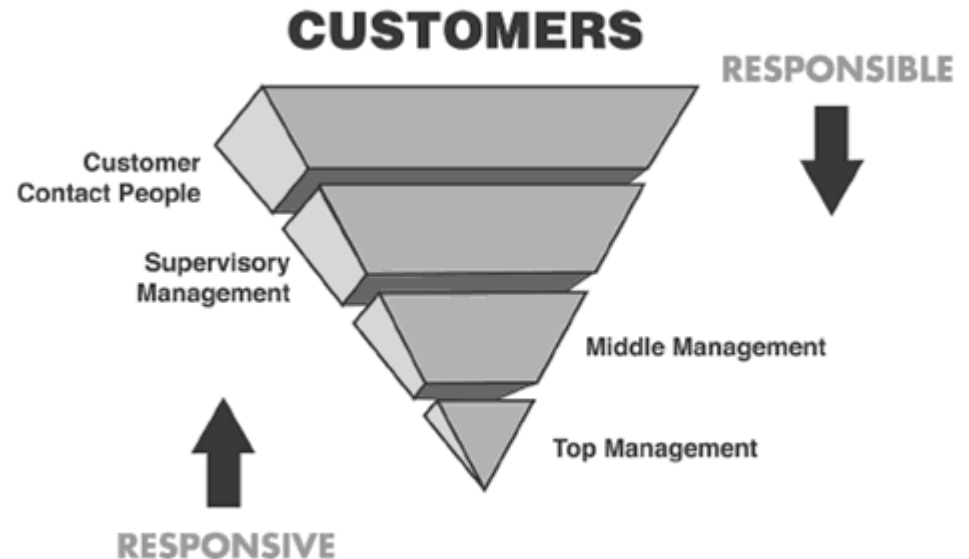 CUSTOMERS
RESPONSIBLE
Customer
Contact People
Supervisory
Management
Middle Management
Top Management
RESPONSIVE